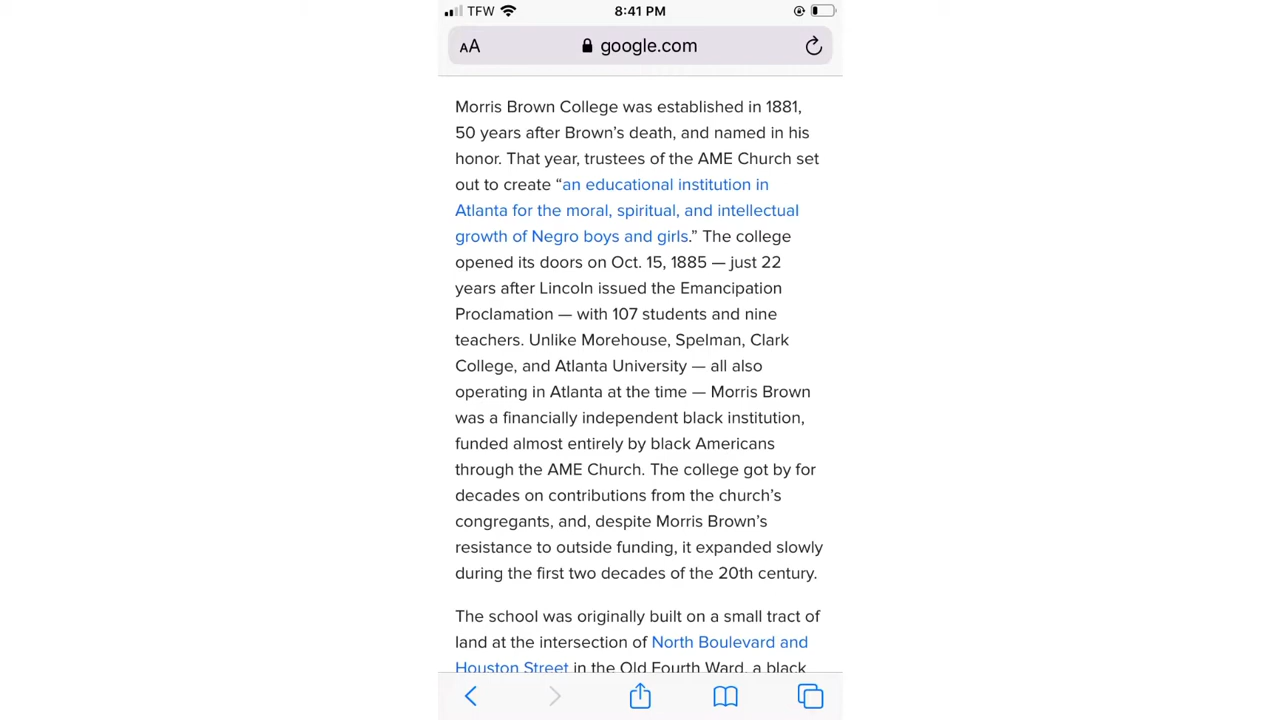 TFW 8:41 PM
AA google.com
Morris Brown College was established in 1881,
50 years after Brown’s death, and named in his
honor. That year, trustees of the AME Church set
out to create “an educational institution in
Atlanta for the moral, spiritual, and intellectual
growth of Negro boys and girls.” The college
opened its doors on Oct. 15, 1885 — just 22
years after Lincoln issued the Emancipation
Proclamation — with 107 students and nine
teachers. Unlike Morehouse, Spelman, Clark
College, and Atlanta University — all also
operating in Atlanta at the time — Morris Brown
was a financially independent black institution,
funded almost entirely by black Americans
through the AME Church. The college got by for
decades on contributions from the church’s
congregants, and, despite Morris Brown’s
resistance to outside funding, it expanded slowly
during the first two decades of the 20th century.
The school was originally built on a small tract of
land at the intersection of North Boulevard and
Houston Street in the Old Fourth Ward, a black